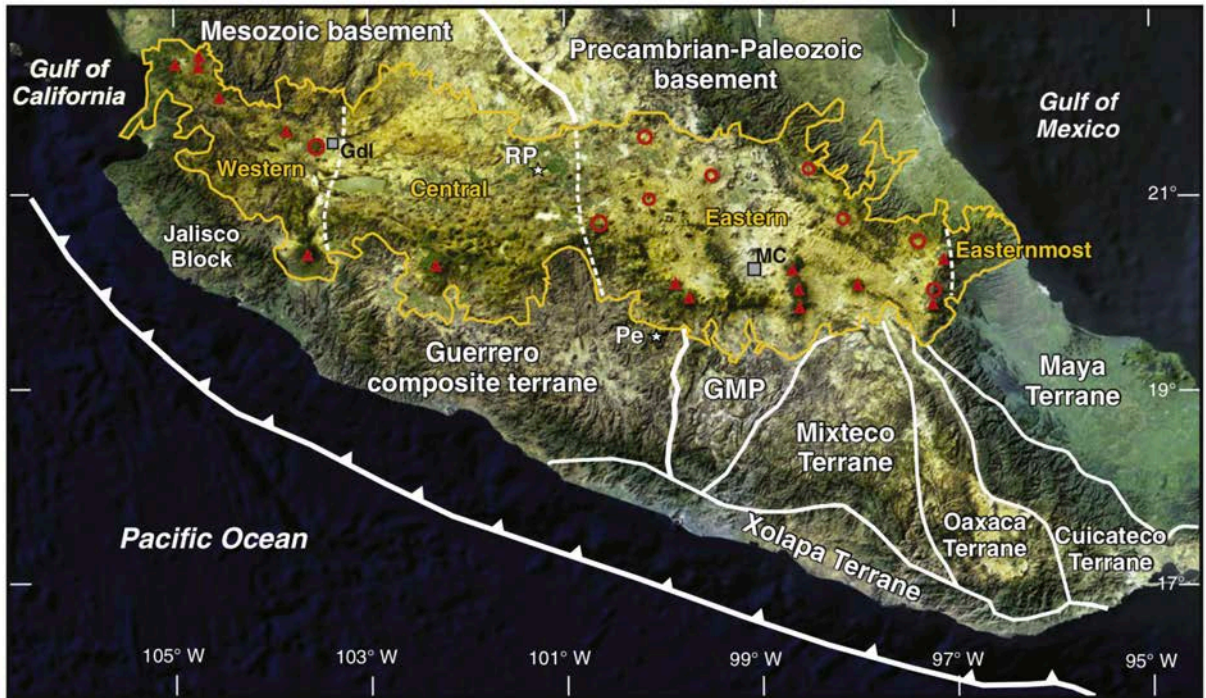 Mesozoic basement
Precambrian-Paleozoic
basement
Gulf of
California
Gulf of
Mexico
Gdl
RP
Western
Central
21°
Eastern
Jalisco
Block
MC
Easternmost
Pe
Guerrero
composite terrane
GMP
Maya
Terrane
19°
Mixteco
Terrane
Pacific Ocean
Xolapa Terrane
Oaxaca
Terrane
Cuicateco
Terrane
17°
105° W
103° W
101° W
99° W
97° W
95° W